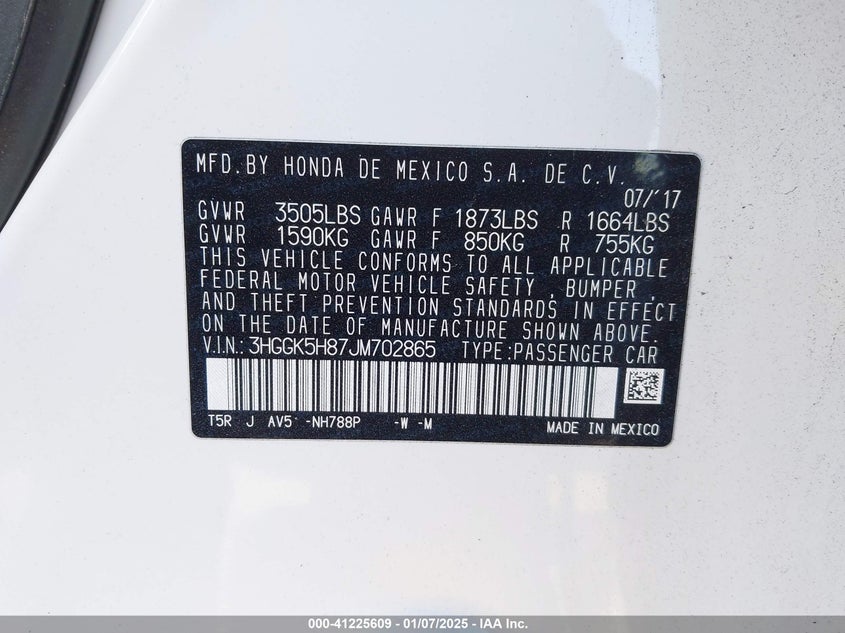 MFD.BY HONDA DE MEXICO S.A. DE C.V.
07/'17
GVWR 3505LBS GAWR F 1873LBS R 1664LBS
GVWR 1590KG GAWR F 850KG R 755KG
THIS VEHICLE CONFORMS TO ALL APPLICABLE
FEDERAL MOTOR VEHICLE SAFETY , BUMPER ,
AND THEFT PREVENTION STANDARDS IN EFFECT
ON THE DATE OF MANUFACTURE SHOWN ABOVE.
V.I.N.: 3HGGK5H87JM702865 TYPE:PASSENGER CAR
T5R J AV5 -NH788P -W -M MADE IN MEXICO
000-41225609 - 01/07/2025 - IAA Inc.